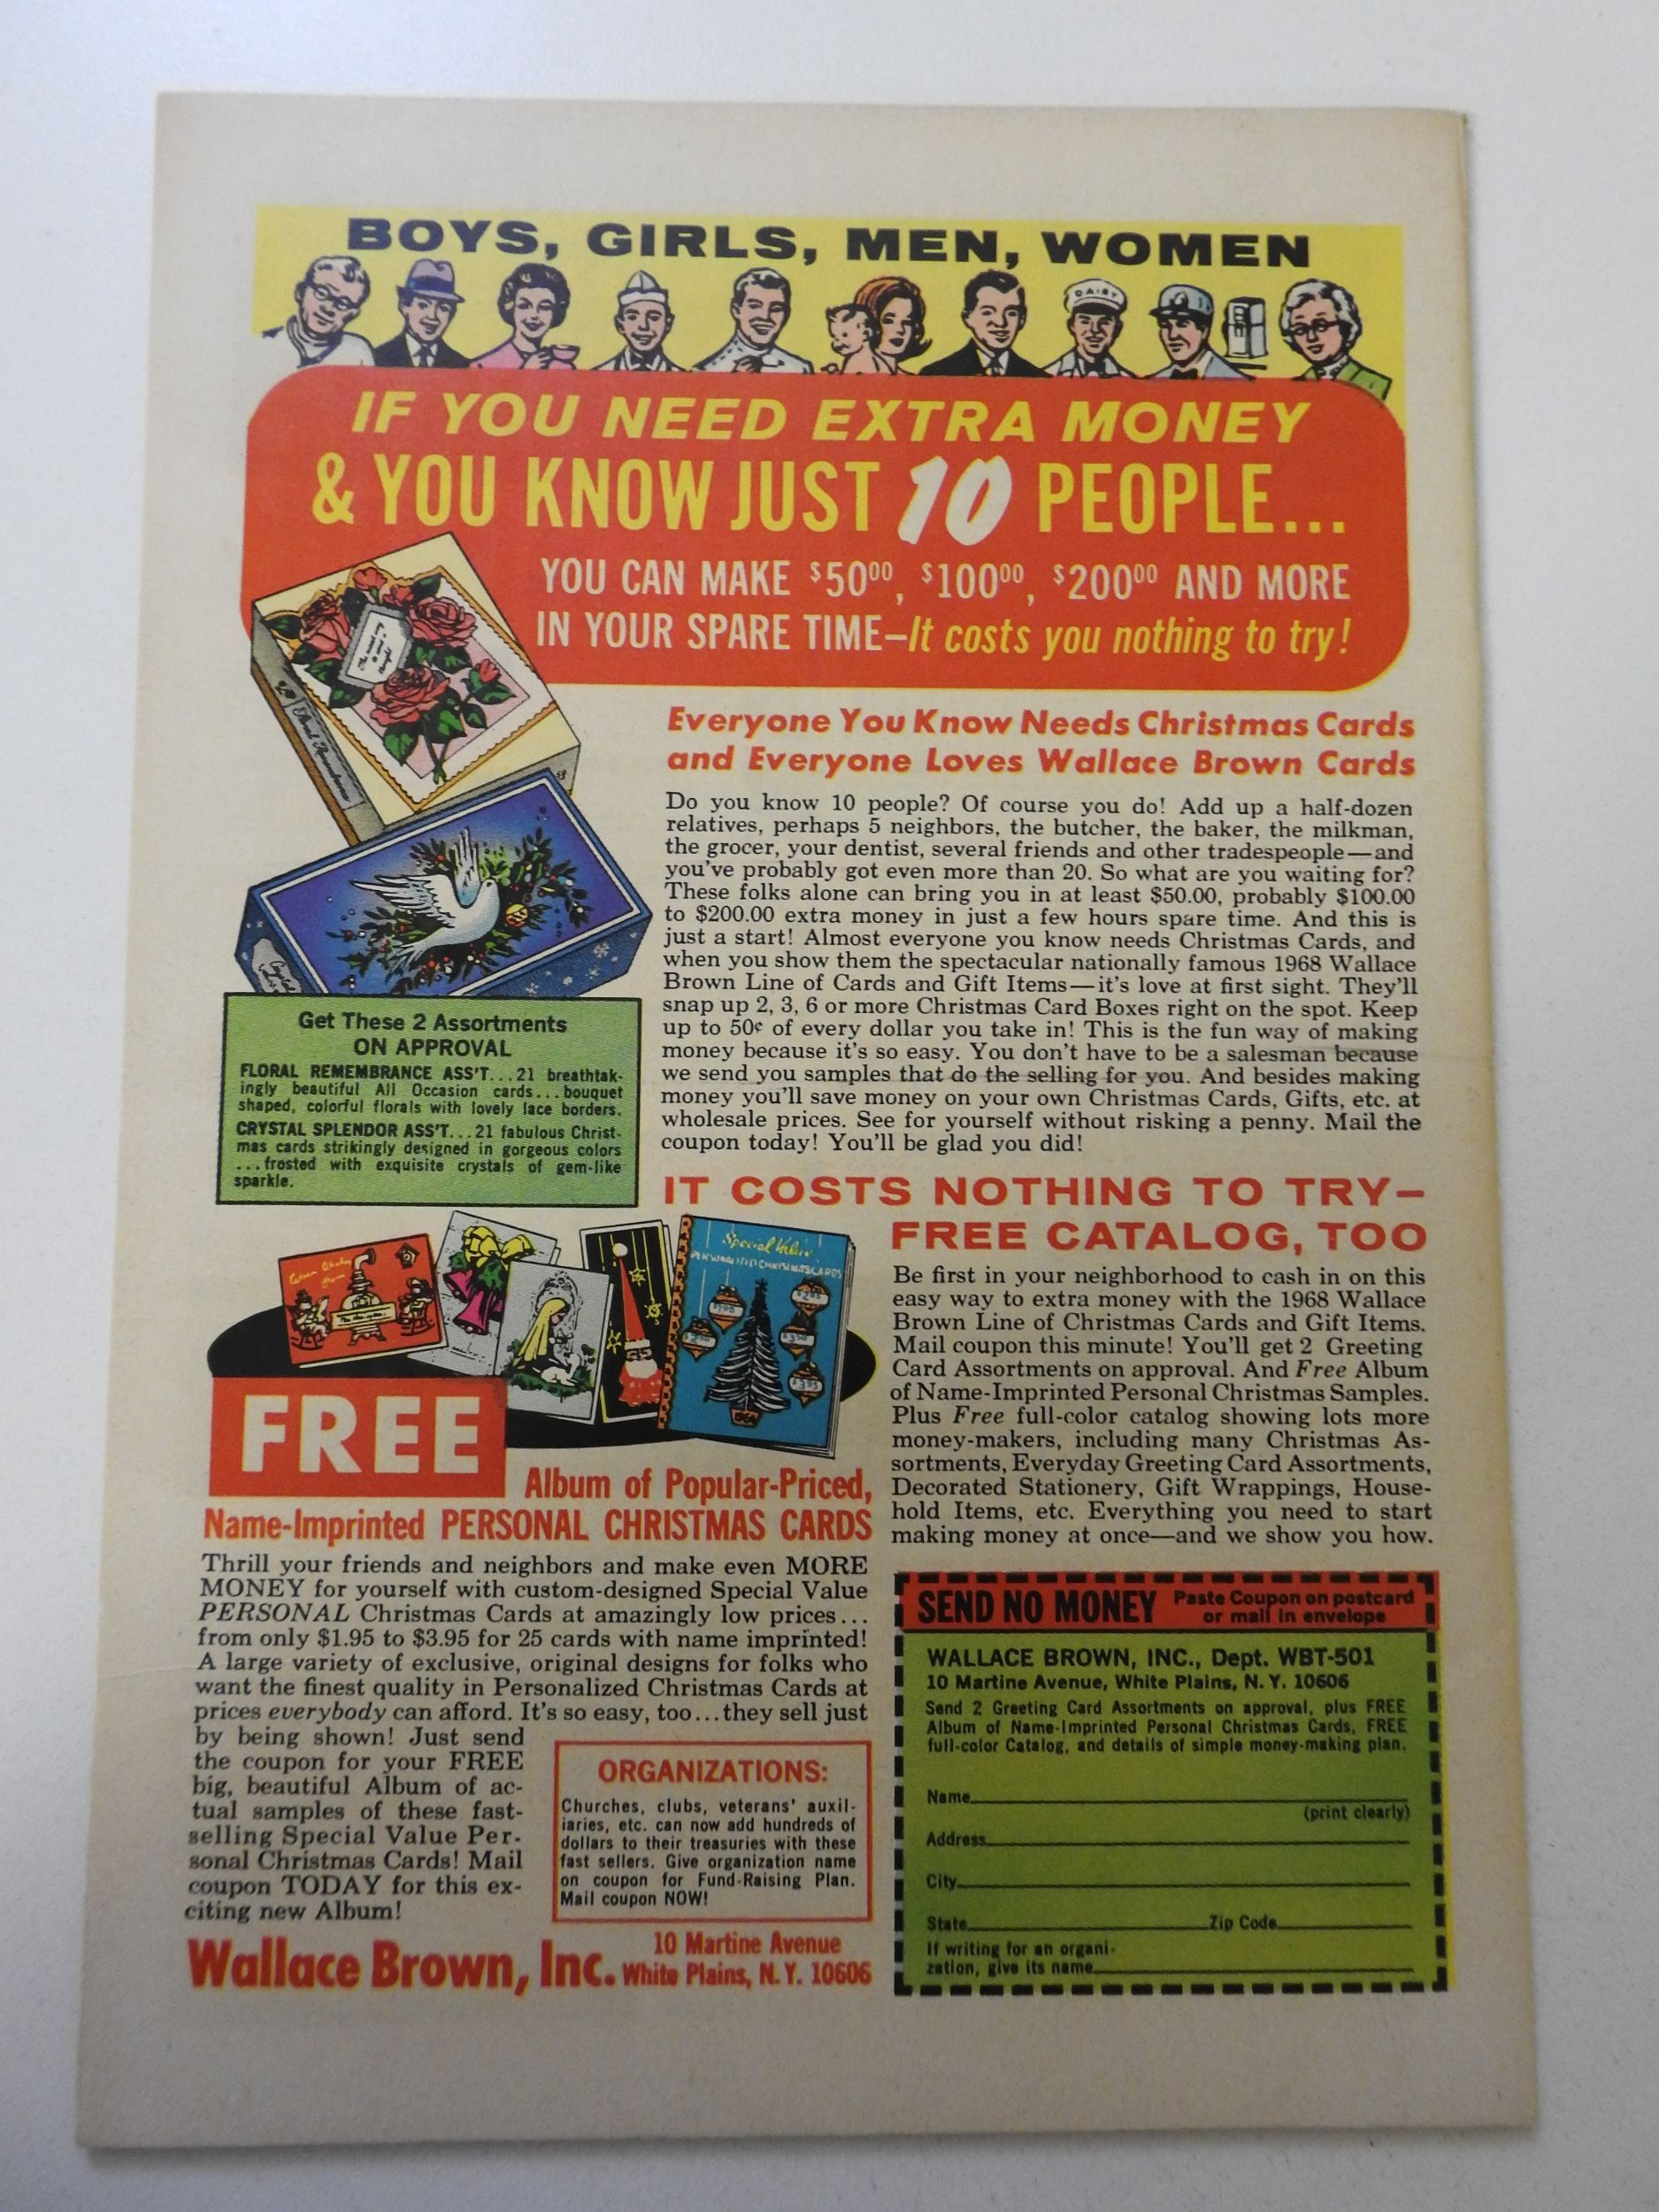 BOYS, GIRLS, MEN, WOMEN
DAIRY
IF YOU NEED EXTRA MONEY
& YOU KNOW JUST 10 PEOPLE...
YOU CAN MAKE $50⁰⁰, $100⁰⁰, $200⁰⁰ AND MORE
IN YOUR SPARE TIME—It costs you nothing to try!
Everyone You Know Needs Christmas Cards
and Everyone Loves Wallace Brown Cards
Do you know 10 people? Of course you do! Add up a half-dozen
relatives, perhaps 5 neighbors, the butcher, the baker, the milkman,
the grocer, your dentist, several friends and other tradespeople—and
you've probably got even more than 20. So what are you waiting for?
These folks alone can bring you in at least $50.00, probably $100.00
to $200.00 extra money in just a few hours spare time. And this is
just a start! Almost everyone you know needs Christmas Cards, and
when you show them the spectacular nationally famous 1968 Wallace
Brown Line of Cards and Gift Items—it's love at first sight. They'll
snap up 2, 3, 6 or more Christmas Card Boxes right on the spot. Keep
up to 50¢ of every dollar you take in! This is the fun way of making
money because it's so easy. You don't have to be a salesman because
we send you samples that do the selling for you. And besides making
money you'll save money on your own Christmas Cards, Gifts, etc. at
wholesale prices. See for yourself without risking a penny. Mail the
coupon today! You'll be glad you did!
Floral Remembrance
Get These 2 Assortments
ON APPROVAL
FLORAL REMEMBRANCE ASS'T...21 breathtak-
ingly beautiful All Occasion cards...bouquet
shaped, colorful florals with lovely lace borders.
CRYSTAL SPLENDOR ASS'T...21 fabulous Christ-
mas cards strikingly designed in gorgeous colors
...frosted with exquisite crystals of gem-like
sparkle.
IT COSTS NOTHING TO TRY—
FREE CATALOG, TOO
Be first in your neighborhood to cash in on this
easy way to extra money with the 1968 Wallace
Brown Line of Christmas Cards and Gift Items.
Mail coupon this minute! You'll get 2 Greeting
Card Assortments on approval. And Free Album
of Name-Imprinted Personal Christmas Samples.
Plus Free full-color catalog showing lots more
money-makers, including many Christmas As-
sortments, Everyday Greeting Card Assortments,
Decorated Stationery, Gift Wrappings, House-
hold Items, etc. Everything you need to start
making money at once—and we show you how.
Special Value
PERSONALIZED CHRISTMAS CARDS
$3.50
$3.95
FREE
Album of Popular-Priced,
Name-Imprinted PERSONAL CHRISTMAS CARDS
Thrill your friends and neighbors and make even MORE
MONEY for yourself with custom-designed Special Value
PERSONAL Christmas Cards at amazingly low prices...
from only $1.95 to $3.95 for 25 cards with name imprinted!
A large variety of exclusive, original designs for folks who
want the finest quality in Personalized Christmas Cards at
prices everybody can afford. It's so easy, too...they sell just
by being shown! Just send
the coupon for your FREE
big, beautiful Album of ac-
tual samples of these fast-
selling Special Value Per-
sonal Christmas Cards! Mail
coupon TODAY for this ex-
citing new Album!
ORGANIZATIONS:
Churches, clubs, veterans' auxil-
iaries, etc. can now add hundreds of
dollars to their treasuries with these
fast sellers. Give organization name
on coupon for Fund-Raising Plan.
Mail coupon NOW!
Wallace Brown, Inc. 10 Martine Avenue
White Plains, N.Y. 10606
SEND NO MONEY Paste Coupon on postcard
or mail in envelope
WALLACE BROWN, INC., Dept. WBT-501
10 Martine Avenue, White Plains, N.Y. 10606
Send 2 Greeting Card Assortments on approval, plus FREE
Album of Name-Imprinted Personal Christmas Cards, FREE
full-color Catalog, and details of simple money-making plan.
Name
(print clearly)
Address
City
State Zip Code
If writing for an organi-
zation, give its name